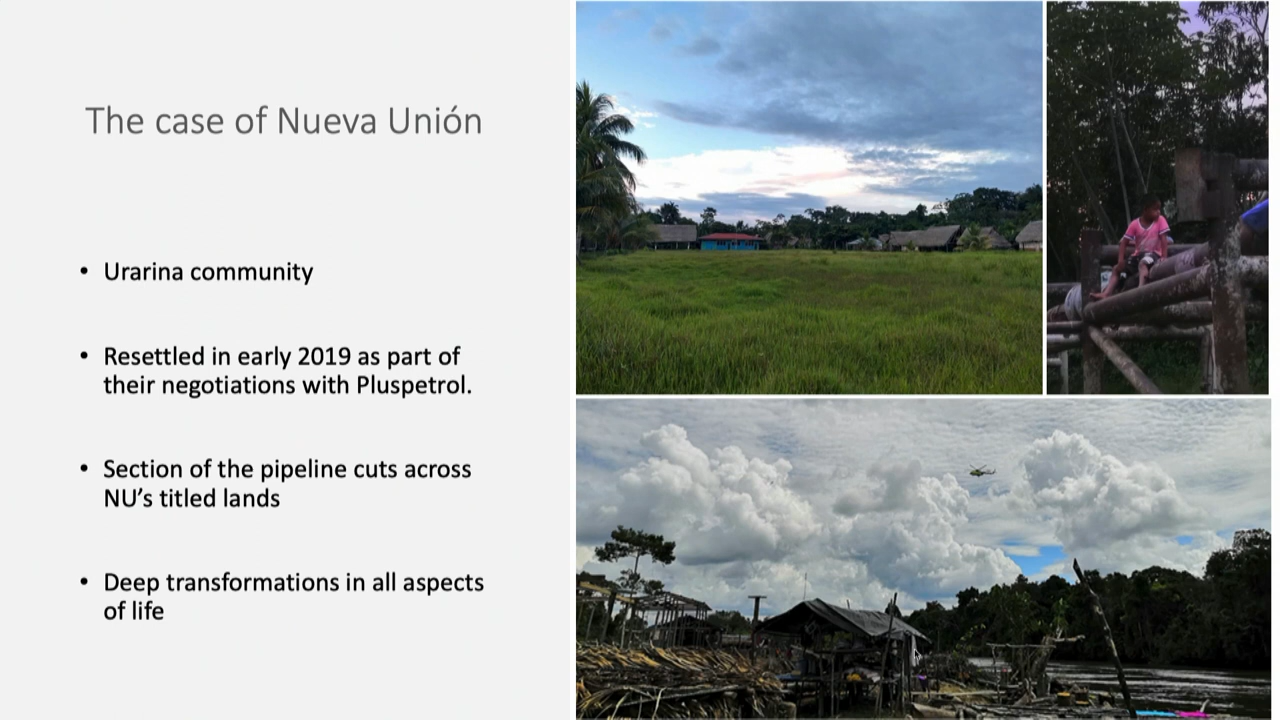 The case of Nueva Unión
• Urarina community
• Resettled in early 2019 as part of
their negotiations with Pluspetrol.
• Section of the pipeline cuts across
NU’s titled lands
• Deep transformations in all aspects
of life